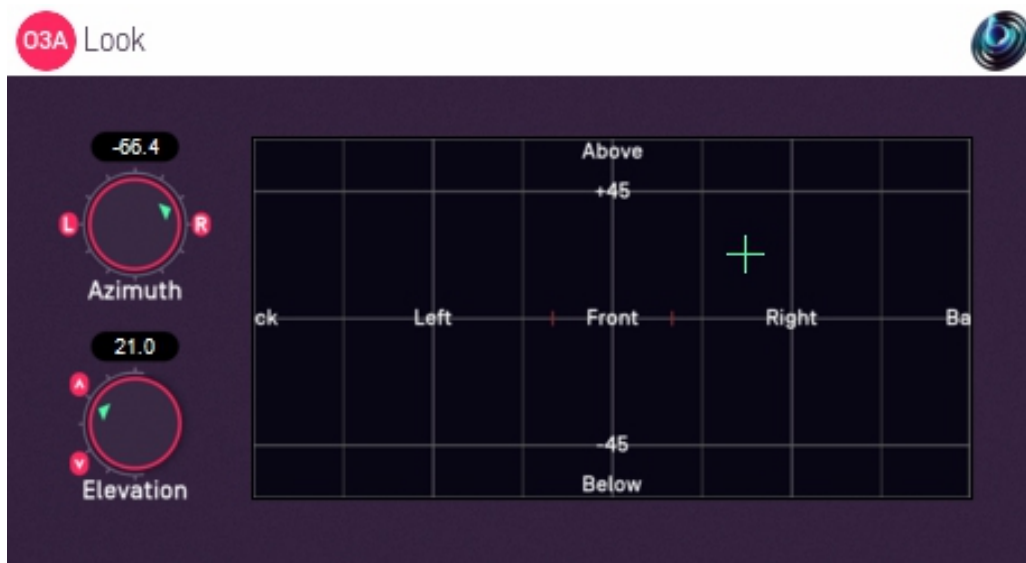 O3A Look
-66.4
L R
Azimuth
21.0
Elevation
Above
+45
ck Left Front Right Ba
-45
Below